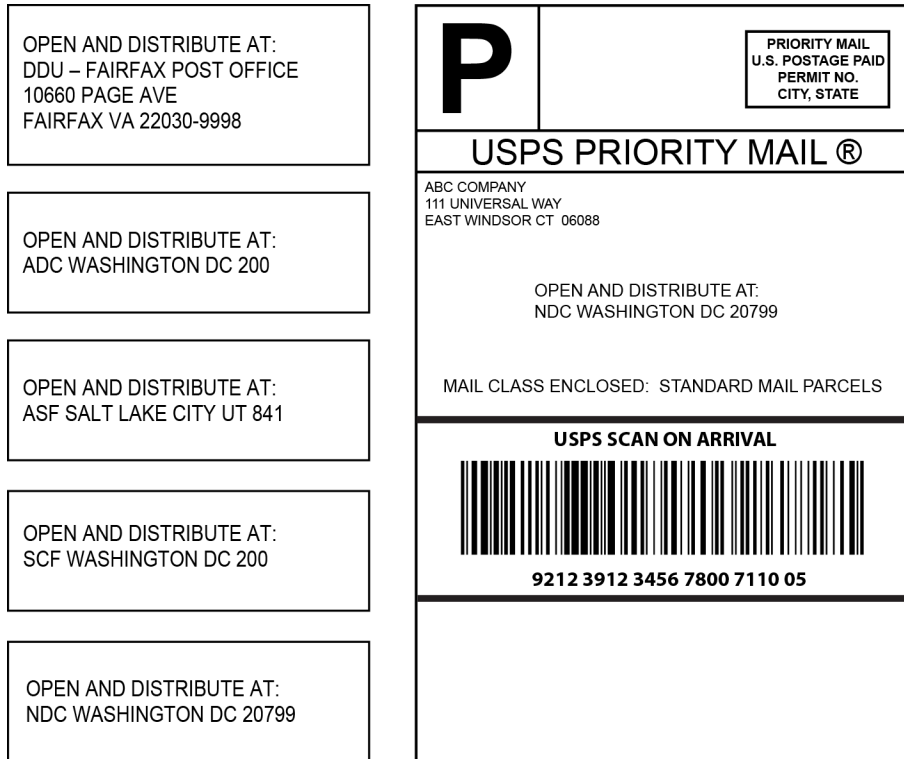 OPEN AND DISTRIBUTE AT:
DDU – FAIRFAX POST OFFICE
10660 PAGE AVE
FAIRFAX VA 22030-9998
OPEN AND DISTRIBUTE AT:
ADC WASHINGTON DC 200
OPEN AND DISTRIBUTE AT:
ASF SALT LAKE CITY UT 841
OPEN AND DISTRIBUTE AT:
SCF WASHINGTON DC 200
OPEN AND DISTRIBUTE AT:
NDC WASHINGTON DC 20799
P
PRIORITY MAIL
U.S. POSTAGE PAID
PERMIT NO.
CITY, STATE
USPS PRIORITY MAIL ®
ABC COMPANY
111 UNIVERSAL WAY
EAST WINDSOR CT 06088
OPEN AND DISTRIBUTE AT:
NDC WASHINGTON DC 20799
MAIL CLASS ENCLOSED: STANDARD MAIL PARCELS
USPS SCAN ON ARRIVAL
9212 3912 3456 7800 7110 05